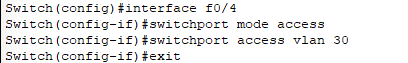 Switch(config)#interface f0/4
Switch(config-if)#switchport mode access
Switch(config-if)#switchport access vlan 30
Switch(config-if)#exit